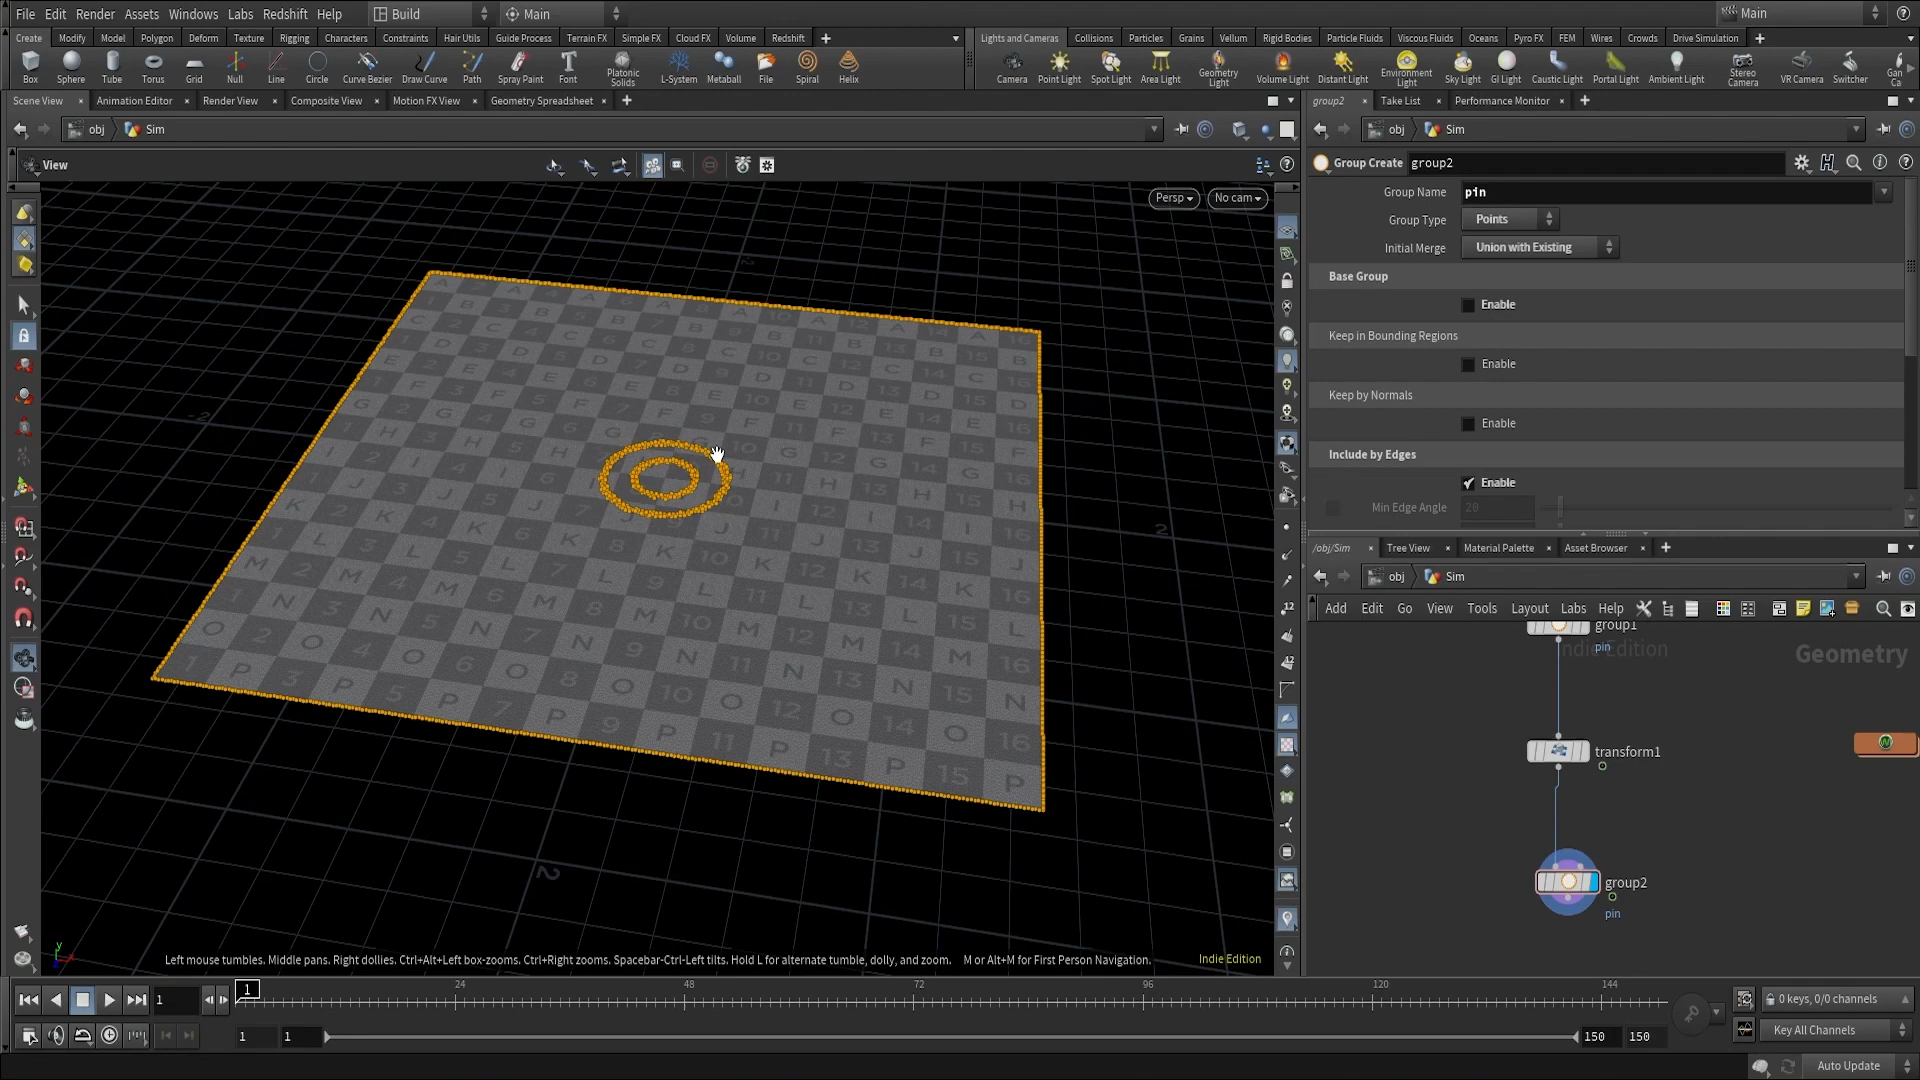 File Edit Render Assets Windows Labs Redshift Help Build Main Main
Create Modify Model Polygon Deform Texture Rigging Characters Constraints Hair Utils Guide Process Terrain FX Simple FX Cloud FX Volume Redshift
Lights and Cameras Collisions Particles Grains Vellum Rigid Bodies Particle Fluids Viscous Fluids Oceans Pyro FX FEM Wires Crowds Drive Simulation
Box Sphere Tube Torus Grid Null Line Circle Curve Bezier Draw Curve Path Spray Paint Font Platonic Solids L-System Metaball File Spiral Helix
Camera Point Light Spot Light Area Light Geometry Light Volume Light Distant Light Environment Light Sky Light GI Light Caustic Light Portal Light Ambient Light Stereo Camera VR Camera Switcher
Scene View Animation Editor Render View Composite View Motion FX View Geometry Spreadsheet
group2 Take List Performance Monitor
obj Sim
obj Sim
View
Group Create group2
Persp No cam
Group Name pin
Group Type Points
Initial Merge Union with Existing
Base Group
Enable
Keep in Bounding Regions
Enable
Keep by Normals
Enable
Include by Edges
Enable
Min Edge Angle 20
/obj/Sim Tree View Material Palette Asset Browser
obj Sim
Add Edit Go View Tools Layout Labs Help
group1
pin
Indie Edition
Geometry
transform1
group2
pin
Left mouse tumbles. Middle pans. Right dollies. Ctrl+Alt+Left box-zooms. Ctrl+Right zooms. Spacebar-Ctrl-Left tilts. Hold L for alternate tumble, dolly, and zoom. M or Alt+M for First Person Navigation.
Indie Edition
1 1 24 48 72 96 120 144
0 keys, 0/0 channels
1 1 150 150
Key All Channels
Auto Update